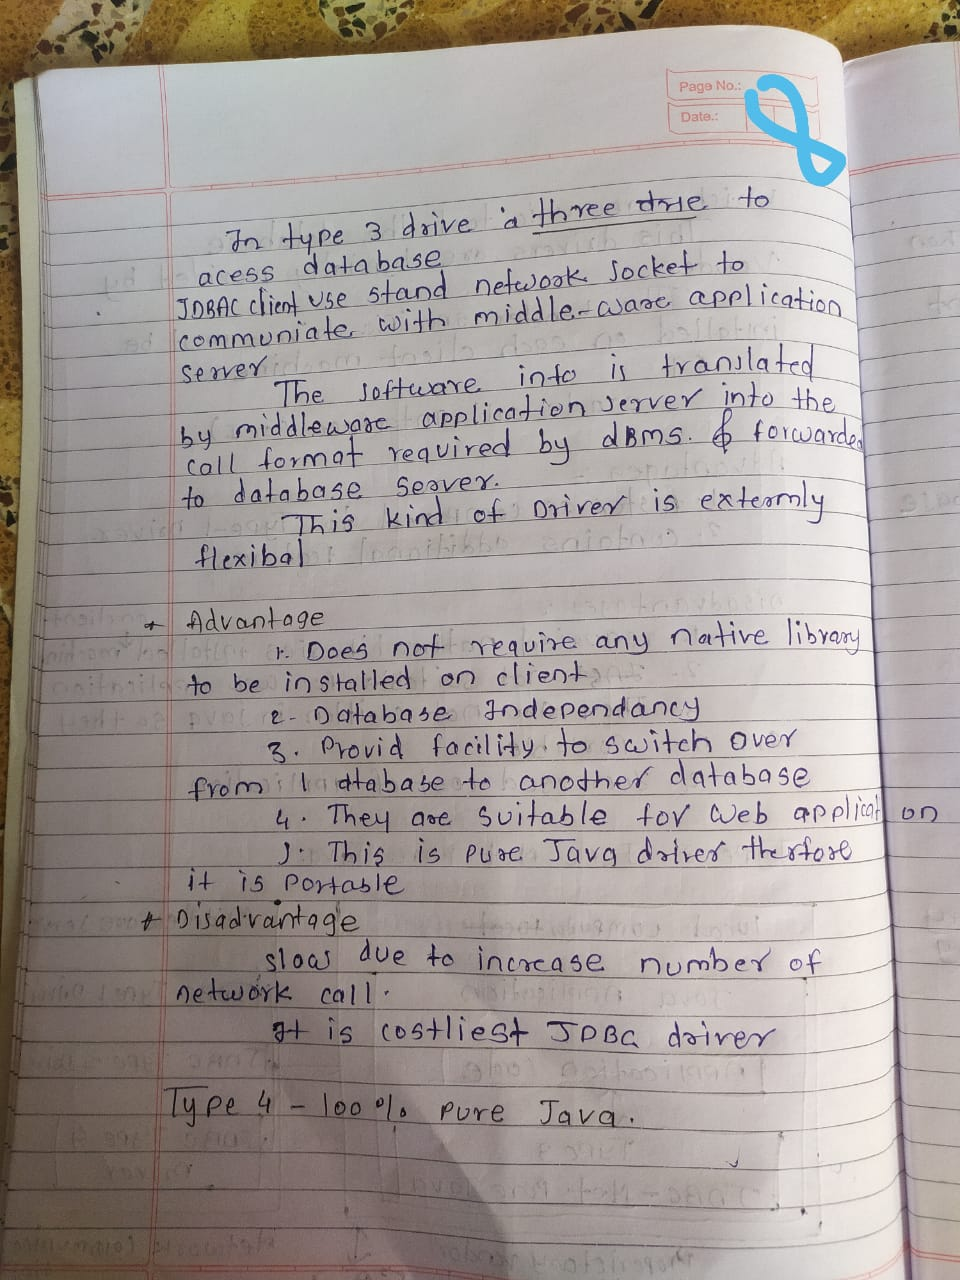 Page No.: 8
Date.:
In type 3 drive a three trie to
acess database
JDBAC client use stand netwook socket to
communiate with middle-ware application
server
The software info is translated
by middleware application server into the
call format required by dBms. & forwarded
to database Seover.
This kind of Driver is exteomly
flexibal
* Advantage
1. Does not require any native library
to be installed on client
2- Database Independancy
3. Provid facility to switch over
from 1 dtabase to another database
4. They are Suitable for Web application
5. This is pure Java driver therfore
it is portable
* Disadvantage
slow due to increase number of
network call.
It is costliest JDBC driver
Type 4 - 100 % pure Java.